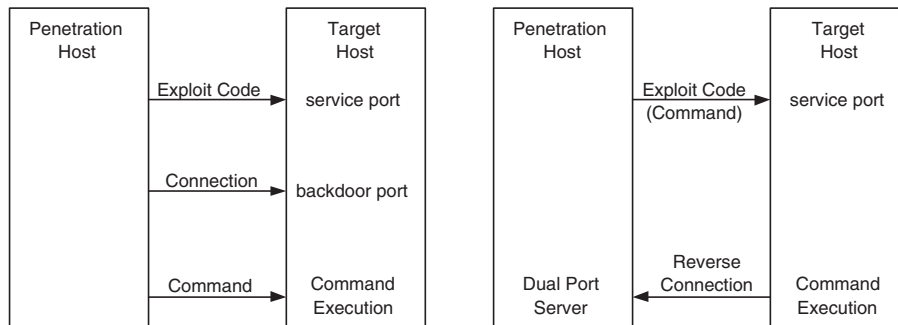 Penetration
Host
Target
Host
Exploit Code
service port
Connection
backdoor port
Command
Command
Execution
Penetration
Host
Target
Host
Exploit Code
(Command)
service port
Dual Port
Server
Reverse
Connection
Command
Execution